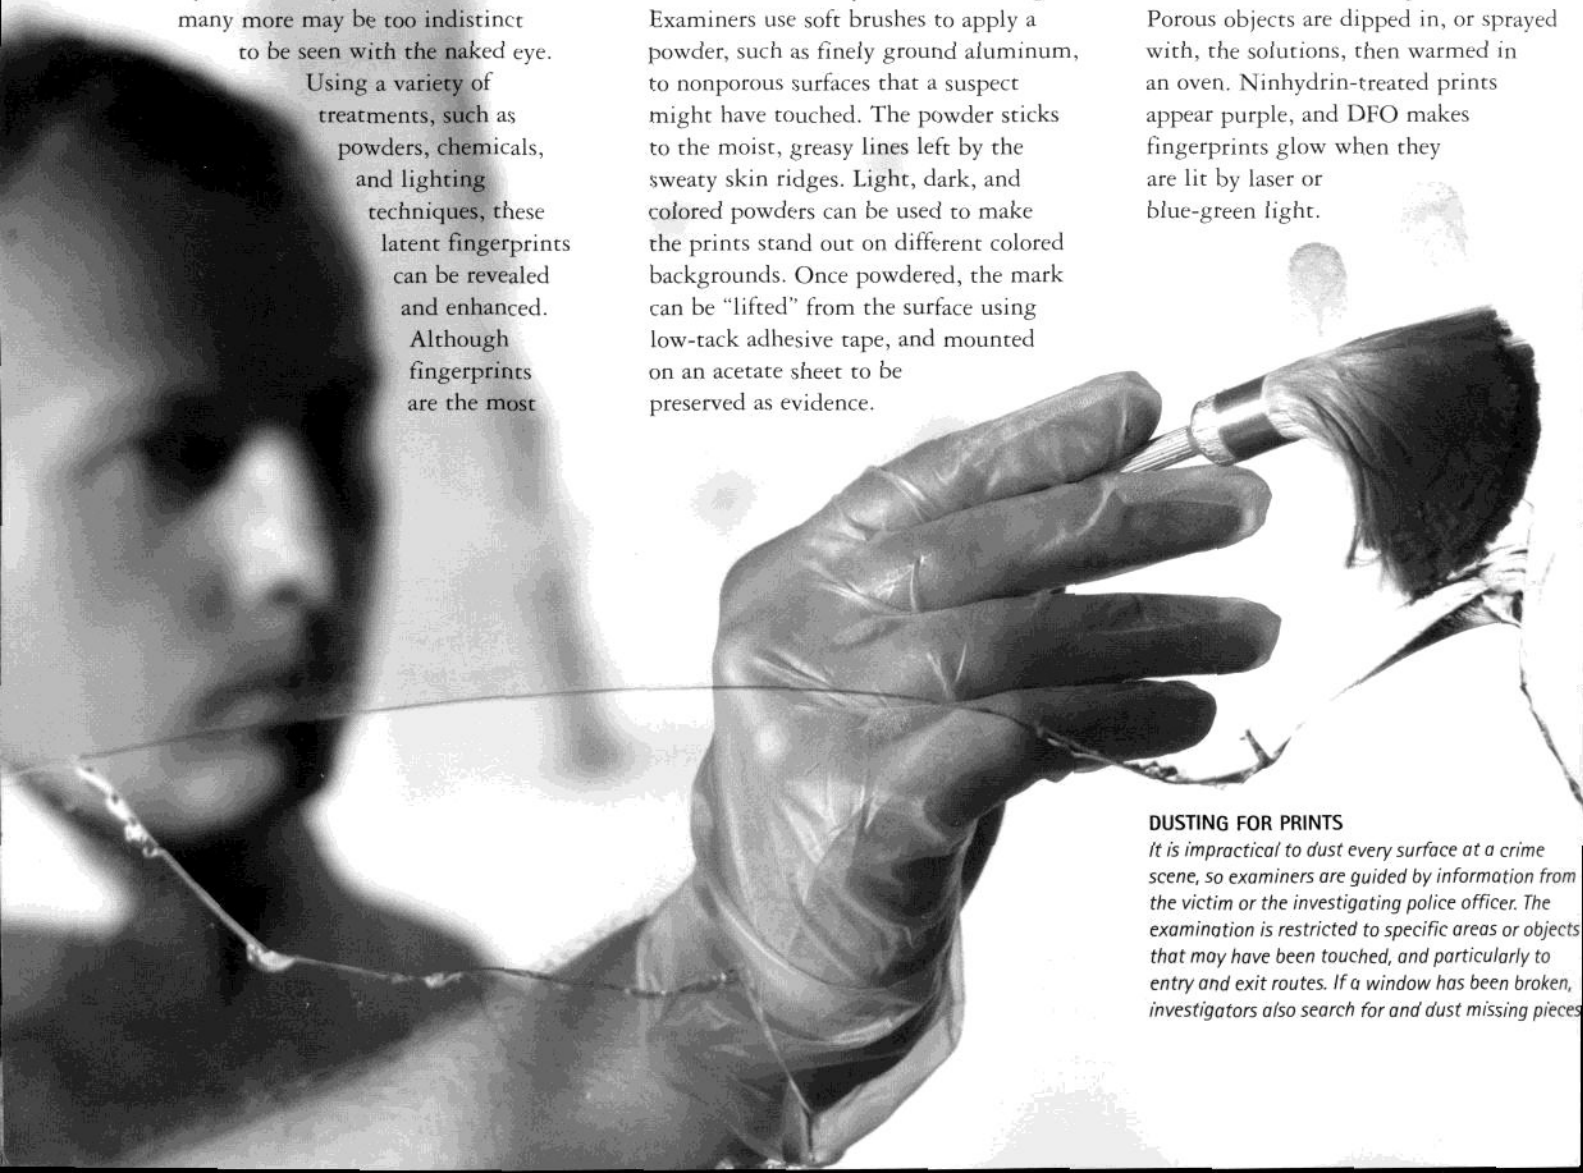 many more may be too indistinct
to be seen with the naked eye.
Using a variety of
treatments, such as
powders, chemicals,
and lighting
techniques, these
latent fingerprints
can be revealed
and enhanced.
Although
fingerprints
are the most
Examiners use soft brushes to apply a
powder, such as finely ground aluminum,
to nonporous surfaces that a suspect
might have touched. The powder sticks
to the moist, greasy lines left by the
sweaty skin ridges. Light, dark, and
colored powders can be used to make
the prints stand out on different colored
backgrounds. Once powdered, the mark
can be “lifted” from the surface using
low-tack adhesive tape, and mounted
on an acetate sheet to be
preserved as evidence.
Porous objects are dipped in, or sprayed
with, the solutions, then warmed in
an oven. Ninhydrin-treated prints
appear purple, and DFO makes
fingerprints glow when they
are lit by laser or
blue-green light.
DUSTING FOR PRINTS
It is impractical to dust every surface at a crime
scene, so examiners are guided by information from
the victim or the investigating police officer. The
examination is restricted to specific areas or objects
that may have been touched, and particularly to
entry and exit routes. If a window has been broken,
investigators also search for and dust missing pieces